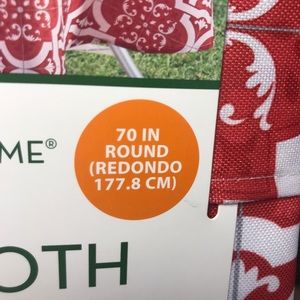 70 IN
ROUND
(REDONDO
177.8 CM)
ME®
OTH